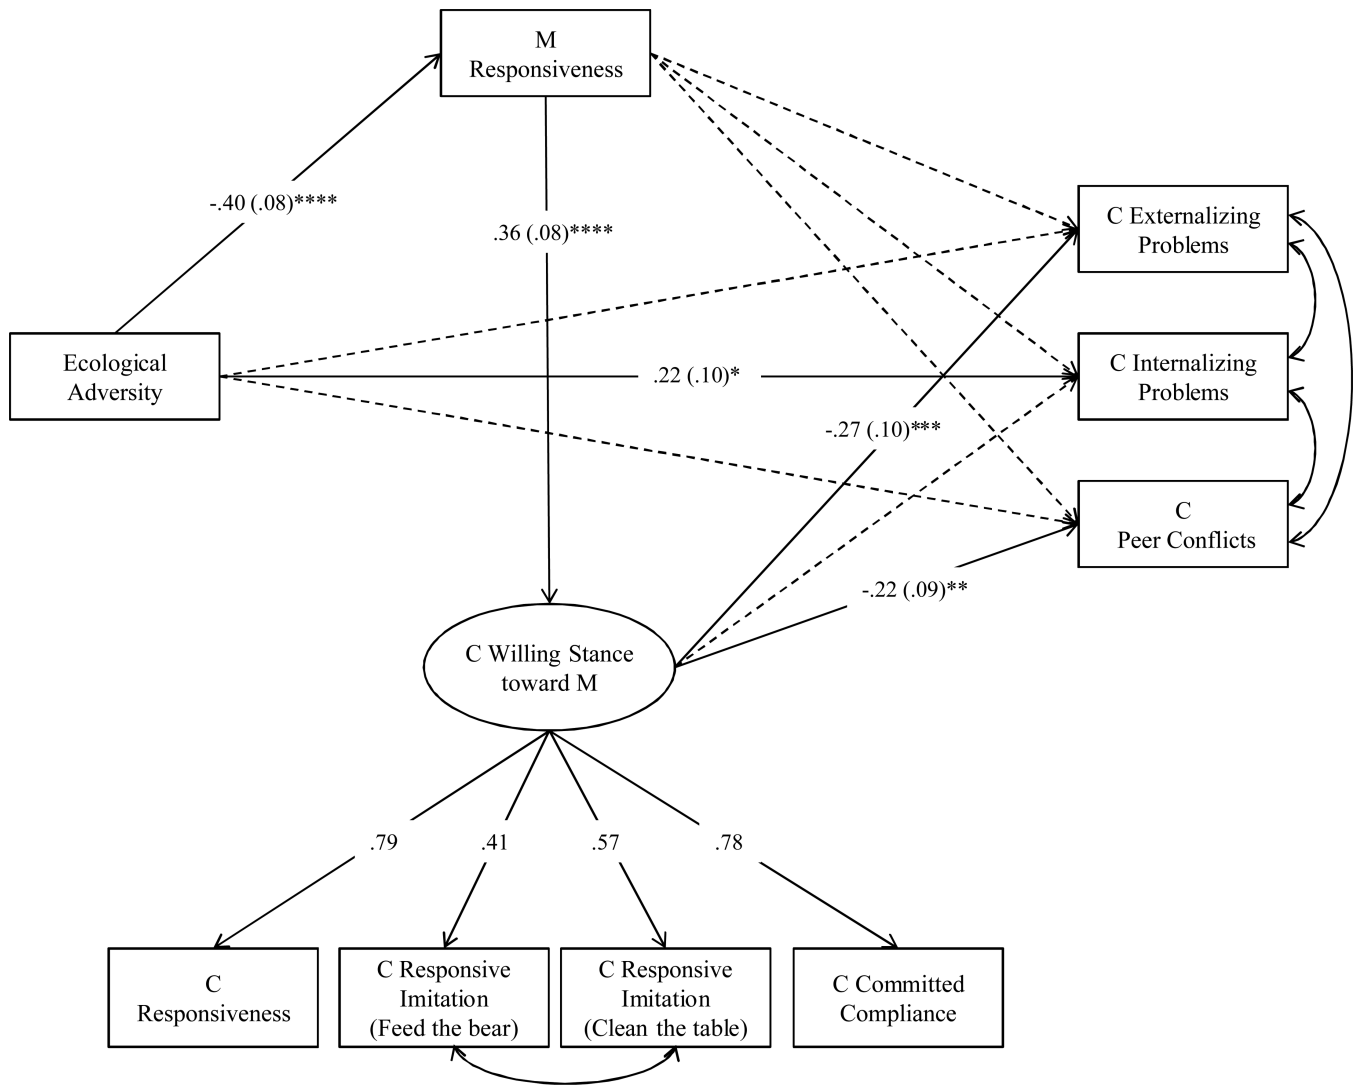 M
Responsiveness
-.40 (.08)****
.36 (.08)****
C Externalizing
Problems
Ecological
Adversity
.22 (.10)*
C Internalizing
Problems
-.27 (.10)***
C
Peer Conflicts
-.22 (.09)**
C Willing Stance
toward M
.79
.41
.57
.78
C
Responsiveness
C Responsive
Imitation
(Feed the bear)
C Responsive
Imitation
(Clean the table)
C Committed
Compliance